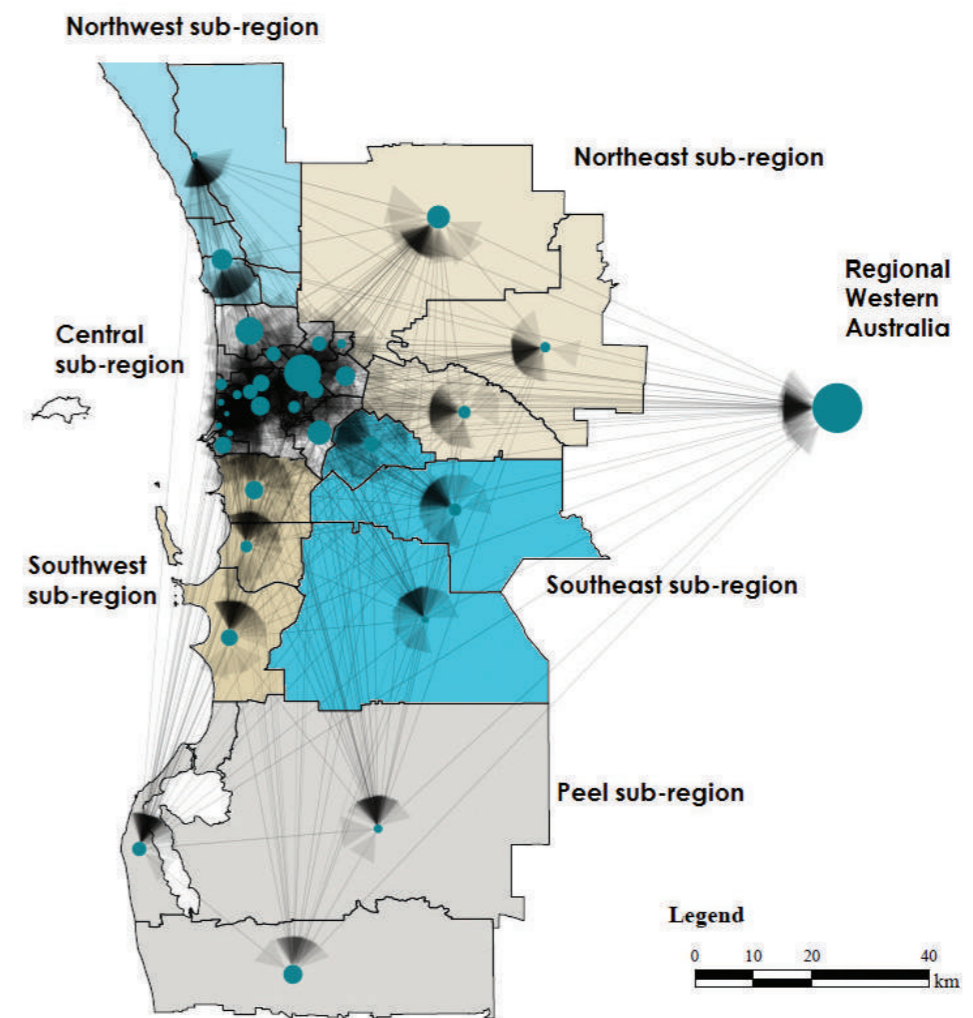 Northwest sub-region
Northeast sub-region
Regional
Western
Australia
Central
sub-region
Southwest
sub-region
Southeast sub-region
Peel sub-region
Legend
0 10 20 40
km